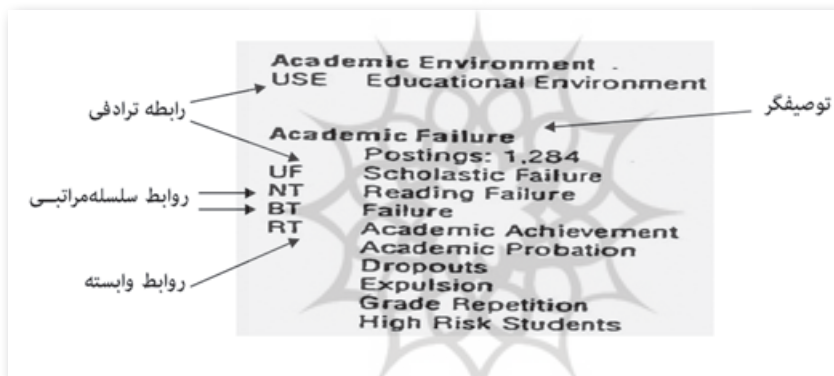 Academic Environment
USE Educational Environment
رابطه ترادفی
توصیفگر
Academic Failure
Postings: 1,284
UF Scholastic Failure
NT Reading Failure
روابط سلسله‌مراتبی
BT Failure
RT Academic Achievement
Academic Probation
روابط وابسته
Dropouts
Expulsion
Grade Repetition
High Risk Students